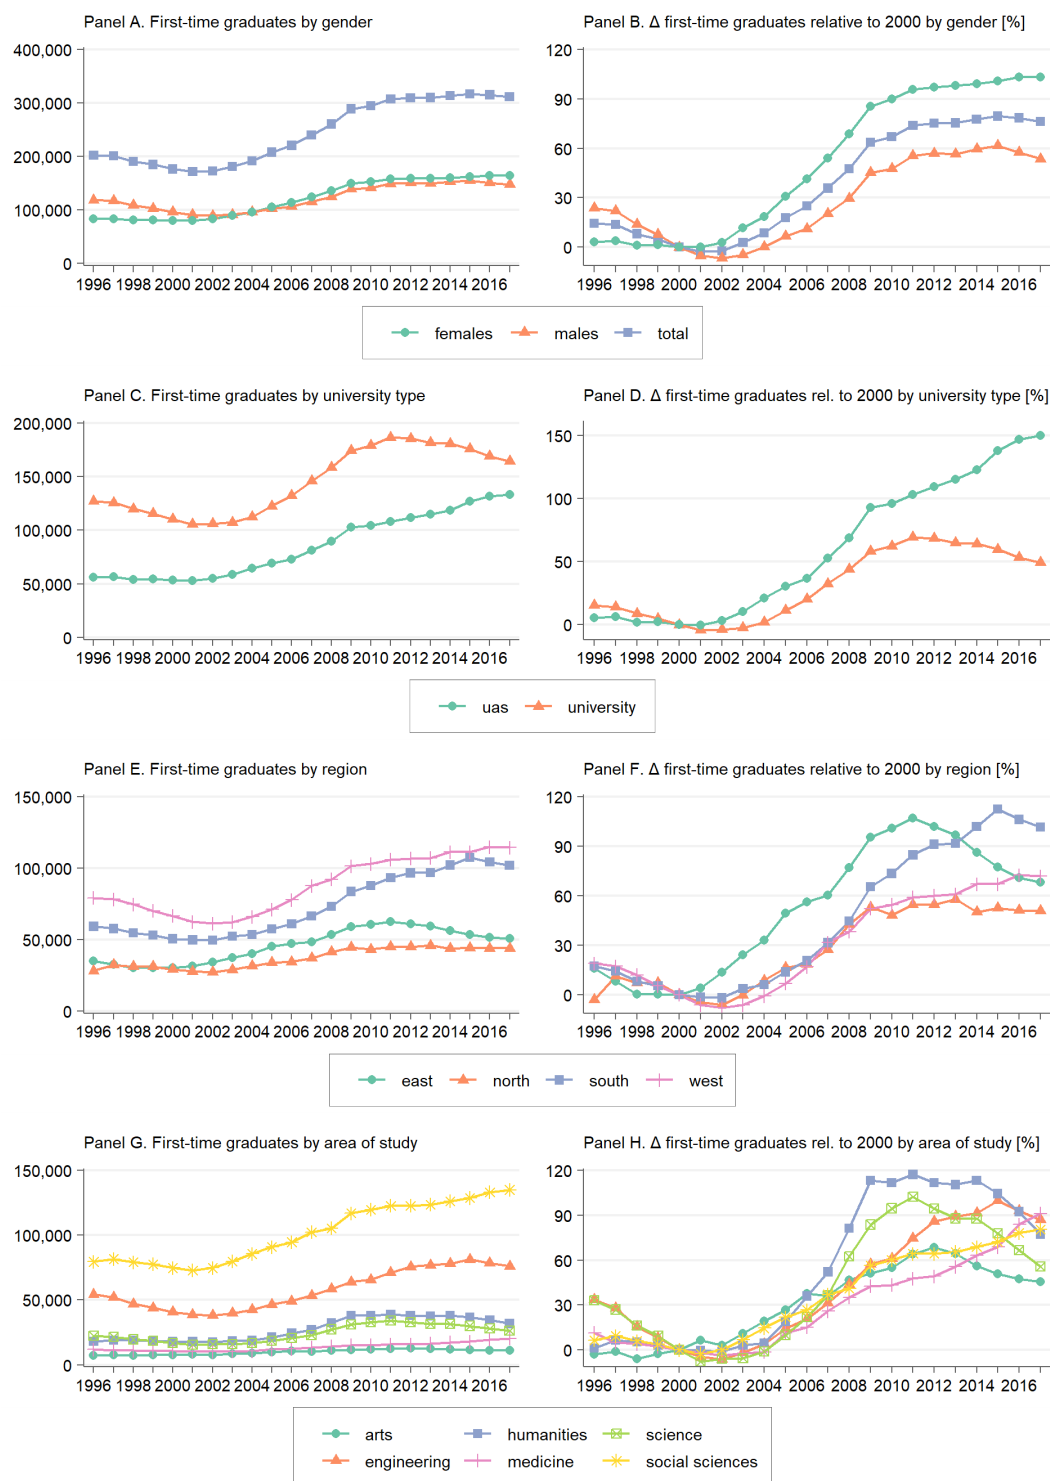 Panel A. First-time graduates by gender
400,000
300,000
200,000
100,000
0
1996 1998 2000 2002 2004 2006 2008 2010 2012 2014 2016
Panel B. Δ first-time graduates relative to 2000 by gender [%]
120
90
60
30
0
1996 1998 2000 2002 2004 2006 2008 2010 2012 2014 2016
females males total
Panel C. First-time graduates by university type
200,000
150,000
100,000
50,000
0
1996 1998 2000 2002 2004 2006 2008 2010 2012 2014 2016
Panel D. Δ first-time graduates rel. to 2000 by university type [%]
150
100
50
0
1996 1998 2000 2002 2004 2006 2008 2010 2012 2014 2016
uas university
Panel E. First-time graduates by region
150,000
100,000
50,000
0
1996 1998 2000 2002 2004 2006 2008 2010 2012 2014 2016
Panel F. Δ first-time graduates relative to 2000 by region [%]
120
90
60
30
0
1996 1998 2000 2002 2004 2006 2008 2010 2012 2014 2016
east north south west
Panel G. First-time graduates by area of study
150,000
100,000
50,000
0
1996 1998 2000 2002 2004 2006 2008 2010 2012 2014 2016
Panel H. Δ first-time graduates rel. to 2000 by area of study [%]
120
90
60
30
0
1996 1998 2000 2002 2004 2006 2008 2010 2012 2014 2016
arts humanities science
engineering medicine social sciences